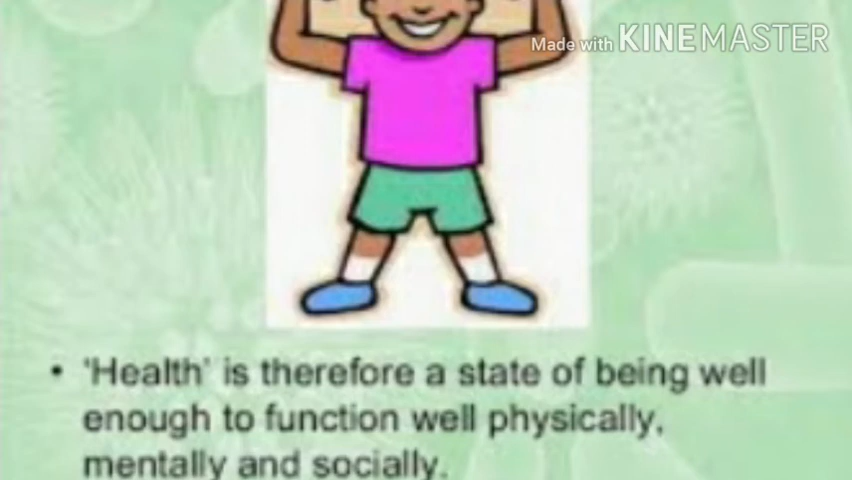 Made with KINEMASTER
• 'Health' is therefore a state of being well
enough to function well physically,
mentally and socially.